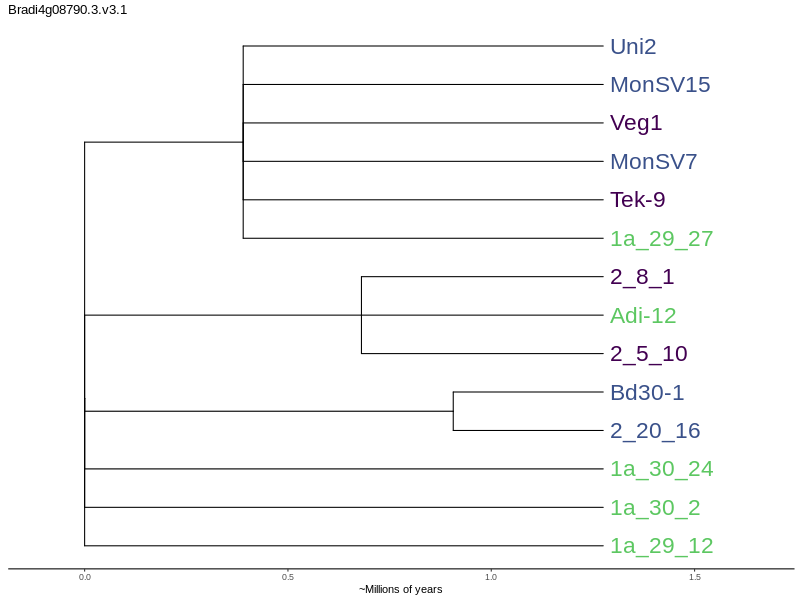 Bradi4g08790.3.v3.1
Uni2
MonSV15
Veg1
MonSV7
Tek-9
1a_29_27
2_8_1
Adi-12
2_5_10
Bd30-1
2_20_16
1a_30_24
1a_30_2
1a_29_12
0.0 0.5 1.0 1.5
~Millions of years